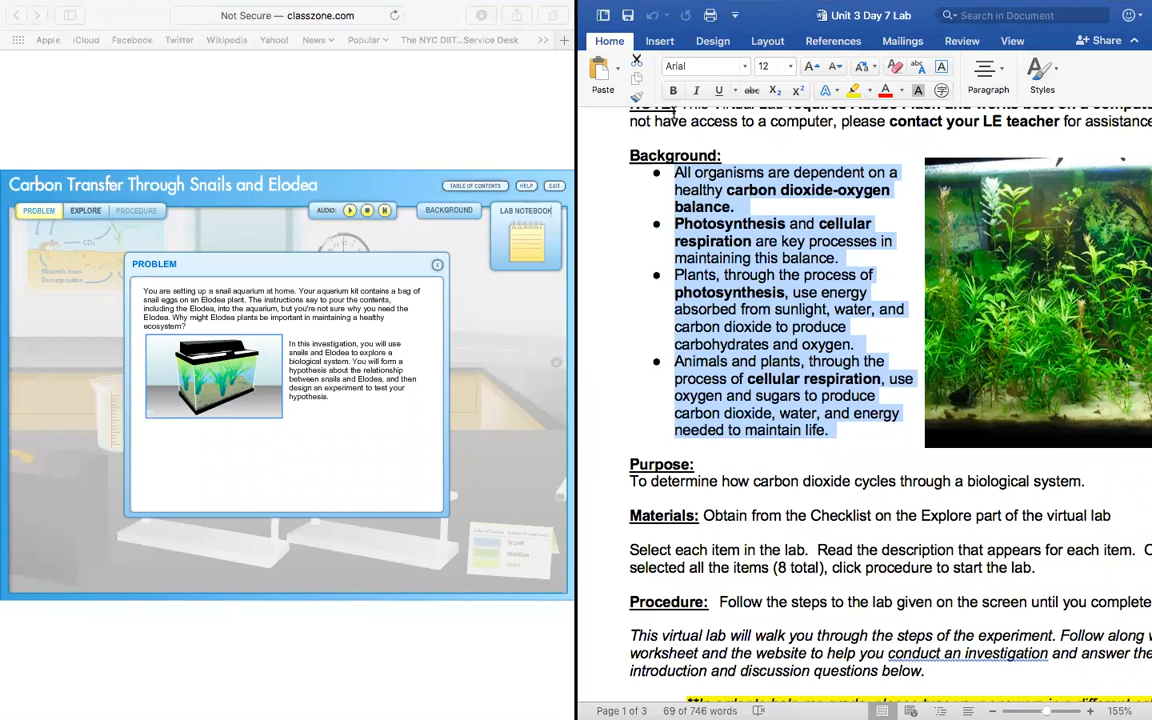 Not Secure — classzone.com
Apple iCloud Facebook Twitter Wikipedia Yahoo! News Popular The NYC DIIT...Service Desk
Carbon Transfer Through Snails and Elodea
TABLE OF CONTENTS HELP EXIT
PROBLEM EXPLORE PROCEDURE
AUDIO:
BACKGROUND
LAB NOTEBOOK
CO₂
Minerals from
Decomposition
PROBLEM
You are setting up a snail aquarium at home. Your aquarium kit contains a bag of
snail eggs on an Elodea plant. The instructions say to pour the contents,
including the Elodea, into the aquarium, but you're not sure why you need the
Elodea. Why might Elodea plants be important in maintaining a healthy
ecosystem?
In this investigation, you will use
snails and Elodea to explore a
biological system. You will form a
hypothesis about the relationship
between snails and Elodea, and then
design an experiment to test your
hypothesis.
Unit 3 Day 7 Lab
Search in Document
Home Insert Design Layout References Mailings Review View Share
Paste
Arial 12
B I U abc X₂ X² A A A
Paragraph
Styles
not have access to a computer, please contact your LE teacher for assistance
Background:
● All organisms are dependent on a
healthy carbon dioxide-oxygen
balance.
● Photosynthesis and cellular
respiration are key processes in
maintaining this balance.
● Plants, through the process of
photosynthesis, use energy
absorbed from sunlight, water, and
carbon dioxide to produce
carbohydrates and oxygen.
● Animals and plants, through the
process of cellular respiration, use
oxygen and sugars to produce
carbon dioxide, water, and energy
needed to maintain life.
Purpose:
To determine how carbon dioxide cycles through a biological system.
Materials: Obtain from the Checklist on the Explore part of the virtual lab
Select each item in the lab. Read the description that appears for each item.
selected all the items (8 total), click procedure to start the lab.
Procedure: Follow the steps to the lab given on the screen until you complete
This virtual lab will walk you through the steps of the experiment. Follow along
worksheet and the website to help you conduct an investigation and answer the
introduction and discussion questions below.
Page 1 of 3 69 of 746 words 155%